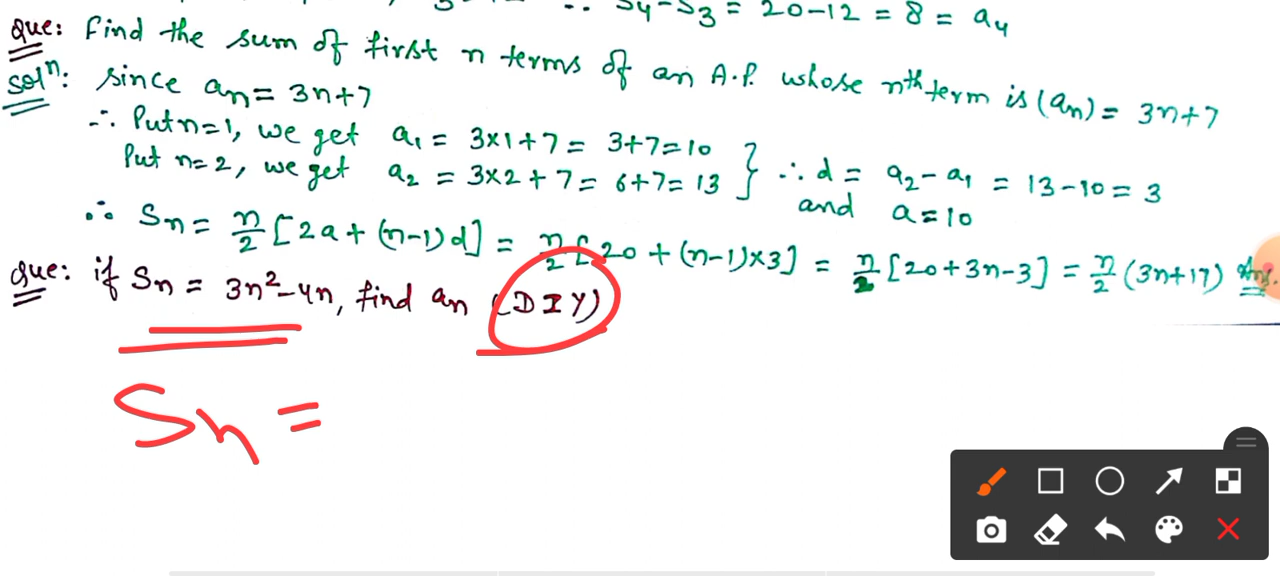 S4-S3 = 20-12 = 8 = a4
Que: Find the sum of first n terms of an A.P. whose nth term is (an) = 3n+7
Soln: since an = 3n+7
∴ Put n=1, we get a1 = 3×1+7 = 3+7=10
Put n=2, we get a2 = 3×2+7= 6+7= 13 } ∴ d = a2-a1 = 13-10= 3
and a=10
∴ Sn = n/2 [2a + (n-1)d] = n/2 [20 + (n-1)×3] = n/2 [20+3n-3] = n/2 (3n+17) Ans.
Que: if Sn = 3n²-4n, find an (DIY)
Sn =